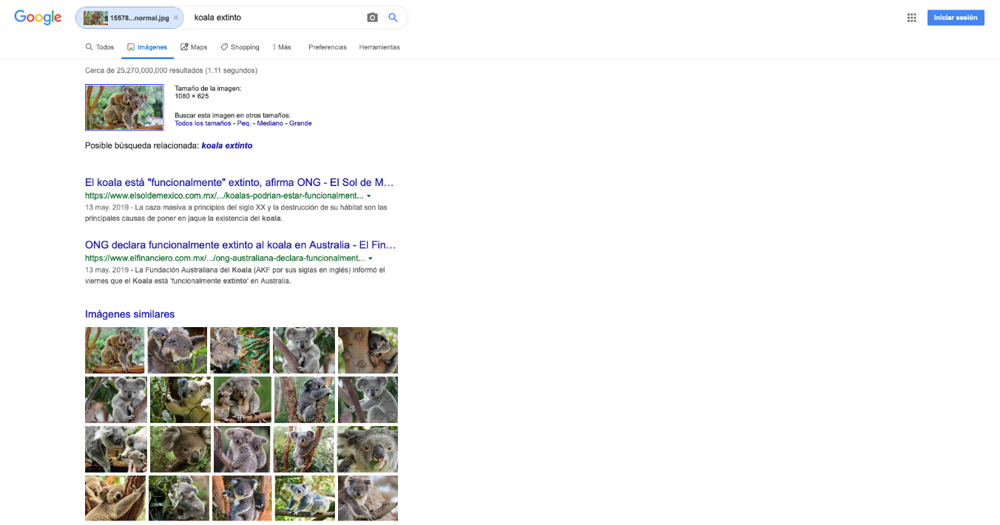 Google
15578...normal.jpg ×
koala extinto
Iniciar sesión
Todos
Imágenes
Maps
Shopping
Más
Preferencias
Herramientas
Cerca de 25,270,000,000 resultados (1.11 segundos)
Tamaño de la imagen:
1080 × 625
Buscar esta imagen en otros tamaños:
Todos los tamaños - Peq. - Mediano - Grande
Posible búsqueda relacionada: koala extinto
El koala está "funcionalmente" extinto, afirma ONG - El Sol de M...
https://www.elsoldemexico.com.mx/.../koalas-podrian-estar-funcionalment...
13 may. 2019 - La caza masiva a principios del siglo XX y la destrucción de su hábitat son las
principales causas de poner en jaque la existencia del koala.
ONG declara funcionalmente extinto al koala en Australia - El Fin...
https://www.elfinanciero.com.mx/.../ong-australiana-declara-funcionalment...
13 may. 2019 - La Fundación Australiana del Koala (AKF por sus siglas en inglés) informó el
viernes que el Koala está 'funcionalmente extinto' en Australia.
Imágenes similares